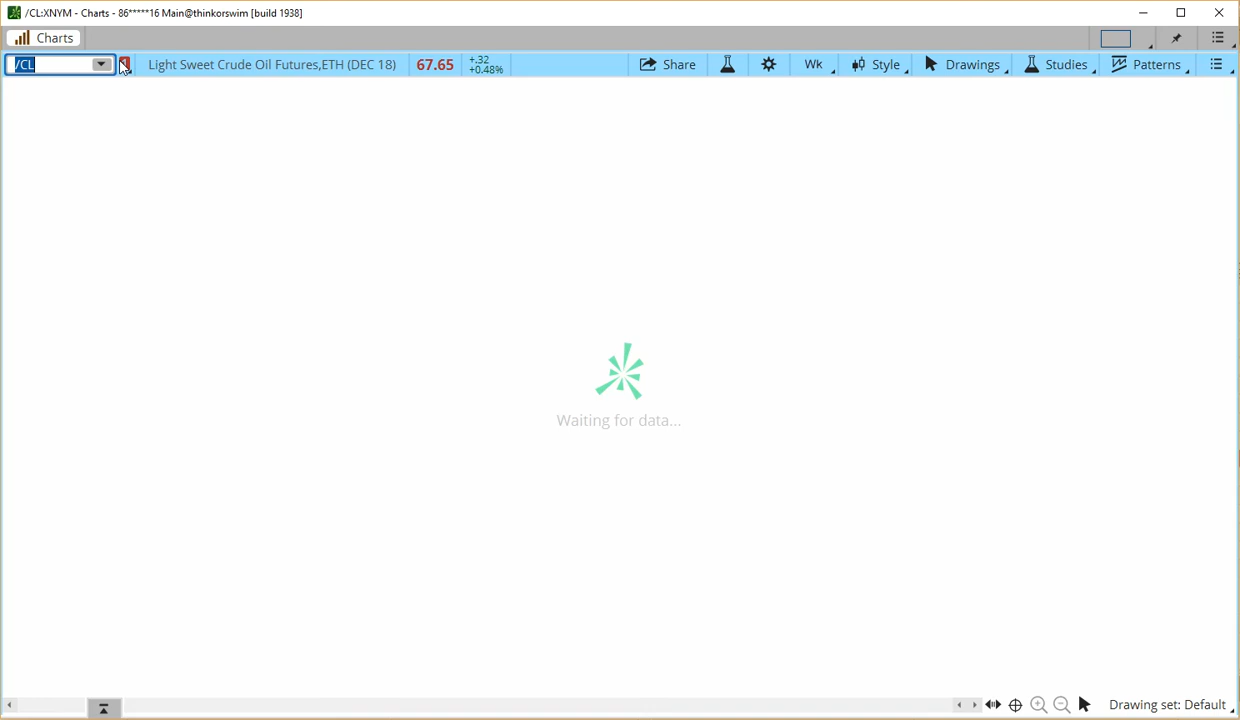 /CL:XNYM - Charts - 86*****16 Main@thinkorswim [build 1938]
Charts
/CL
Light Sweet Crude Oil Futures,ETH (DEC 18)
67.65
+.32
+0.48%
Share
Wk
Style
Drawings
Studies
Patterns
Waiting for data...
Drawing set: Default